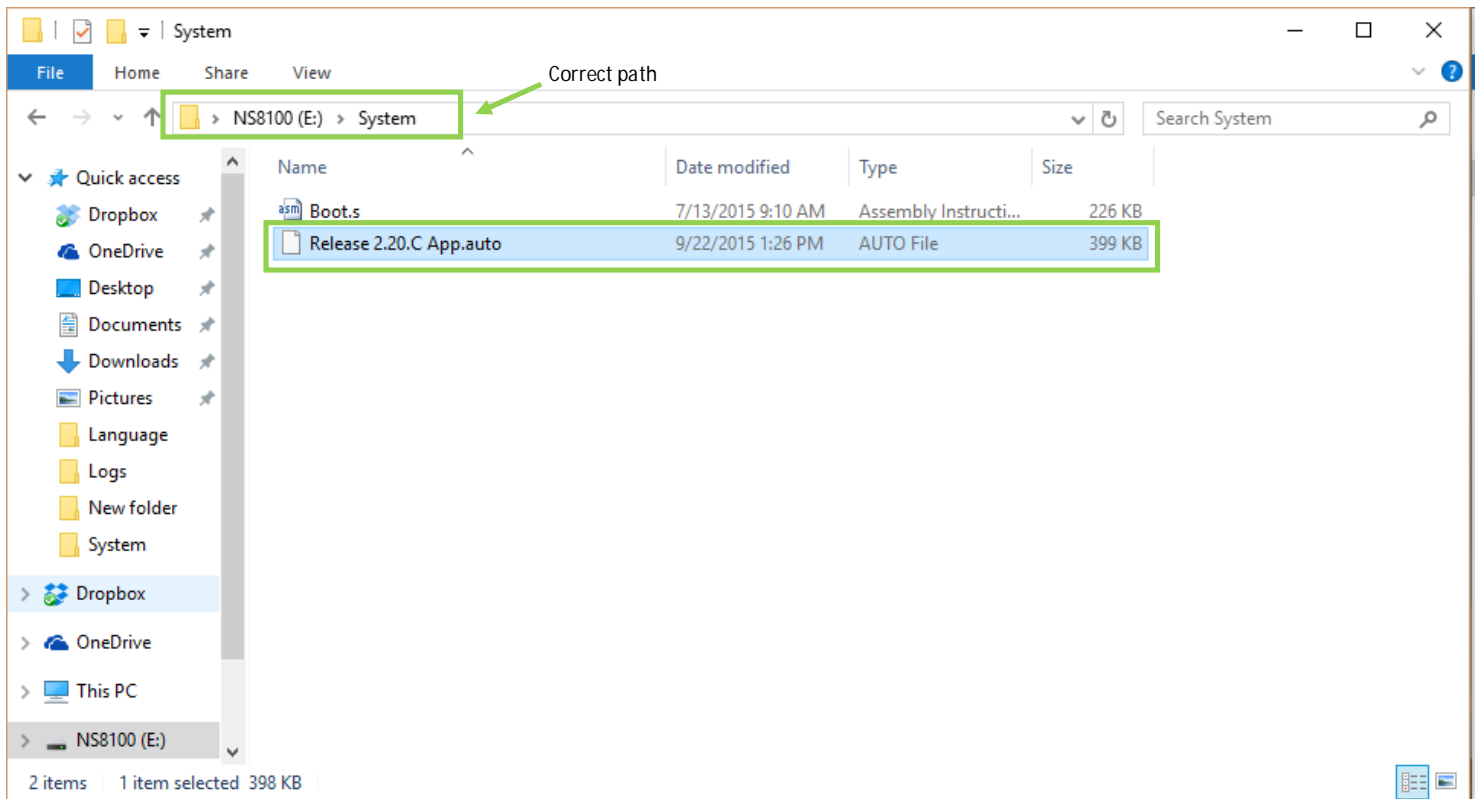 System
File Home Share View
Correct path
NS8100 (E:) > System
Search System
Name Date modified Type Size
asm Boot.s 7/13/2015 9:10 AM Assembly Instructi... 226 KB
Release 2.20.C App.auto 9/22/2015 1:26 PM AUTO File 399 KB
Quick access
Dropbox
OneDrive
Desktop
Documents
Downloads
Pictures
Language
Logs
New folder
System
Dropbox
OneDrive
This PC
NS8100 (E:)
2 items 1 item selected 398 KB